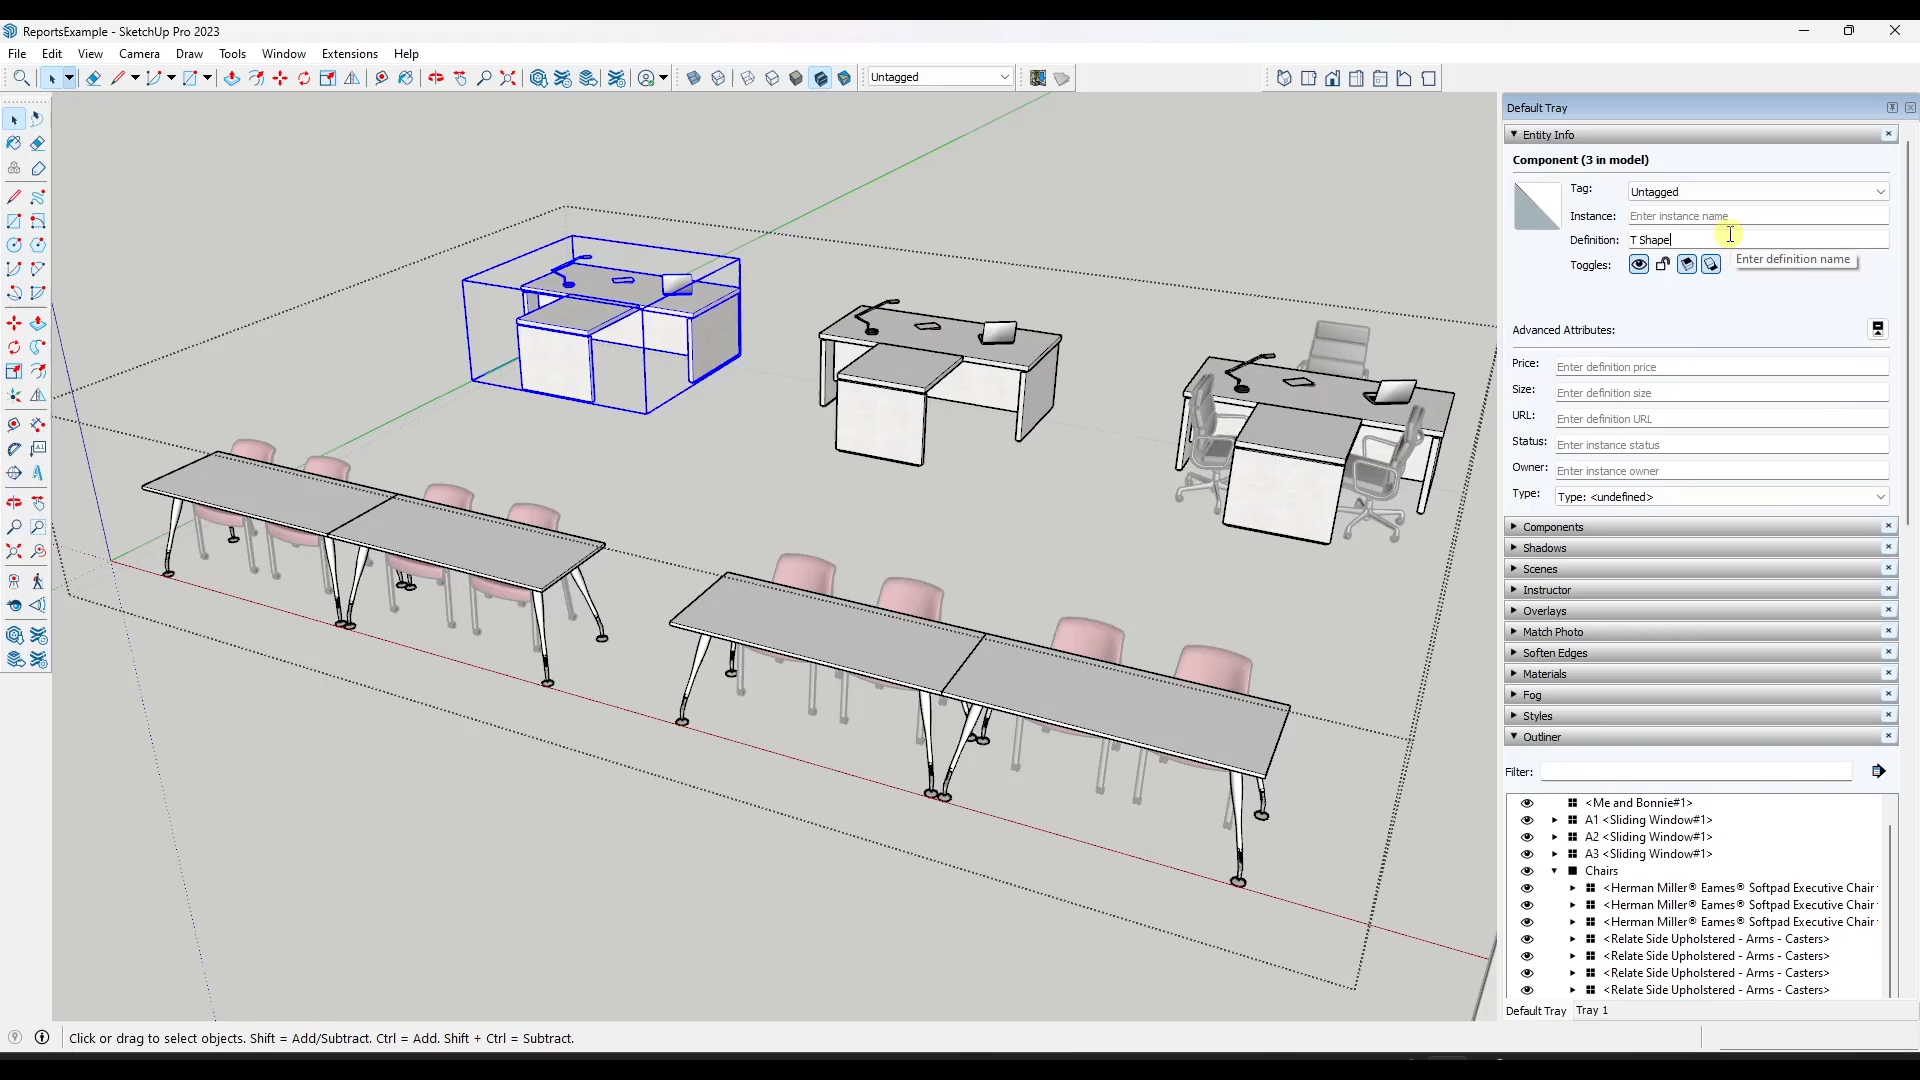 ReportsExample - SketchUp Pro 2023
File Edit View Camera Draw Tools Window Extensions Help
Untagged
Default Tray
Entity Info
Component (3 in model)
Tag: Untagged
Instance: Enter instance name
Definition: T Shape
Enter definition name
Toggles:
Advanced Attributes:
Price: Enter definition price
Size: Enter definition size
URL: Enter definition URL
Status: Enter instance status
Owner: Enter instance owner
Type: Type: <undefined>
Components
Shadows
Scenes
Instructor
Overlays
Match Photo
Soften Edges
Materials
Fog
Styles
Outliner
Filter:
<Me and Bonnie#1>
A1 <Sliding Window#1>
A2 <Sliding Window#1>
A3 <Sliding Window#1>
Chairs
<Herman Miller® Eames® Softpad Executive Chair
<Herman Miller® Eames® Softpad Executive Chair
<Herman Miller® Eames® Softpad Executive Chair
<Relate Side Upholstered - Arms - Casters>
<Relate Side Upholstered - Arms - Casters>
<Relate Side Upholstered - Arms - Casters>
<Relate Side Upholstered - Arms - Casters>
Default Tray Tray 1
Click or drag to select objects. Shift = Add/Subtract. Ctrl = Add. Shift + Ctrl = Subtract.